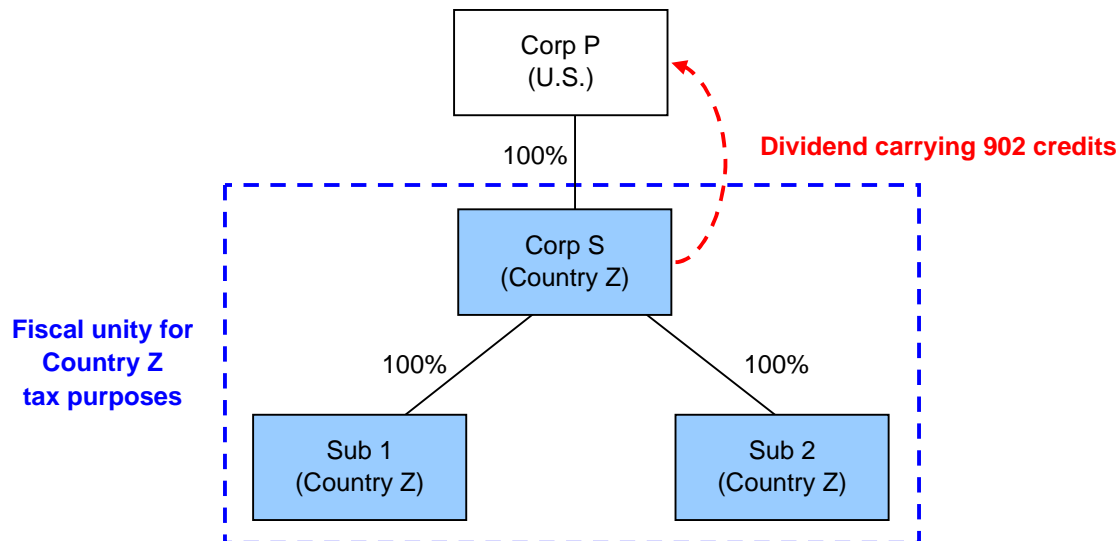 Corp P
(U.S.)
Dividend carrying 902 credits
100%
Corp S
(Country Z)
Fiscal unity for
Country Z
tax purposes
100%
100%
Sub 1
(Country Z)
Sub 2
(Country Z)